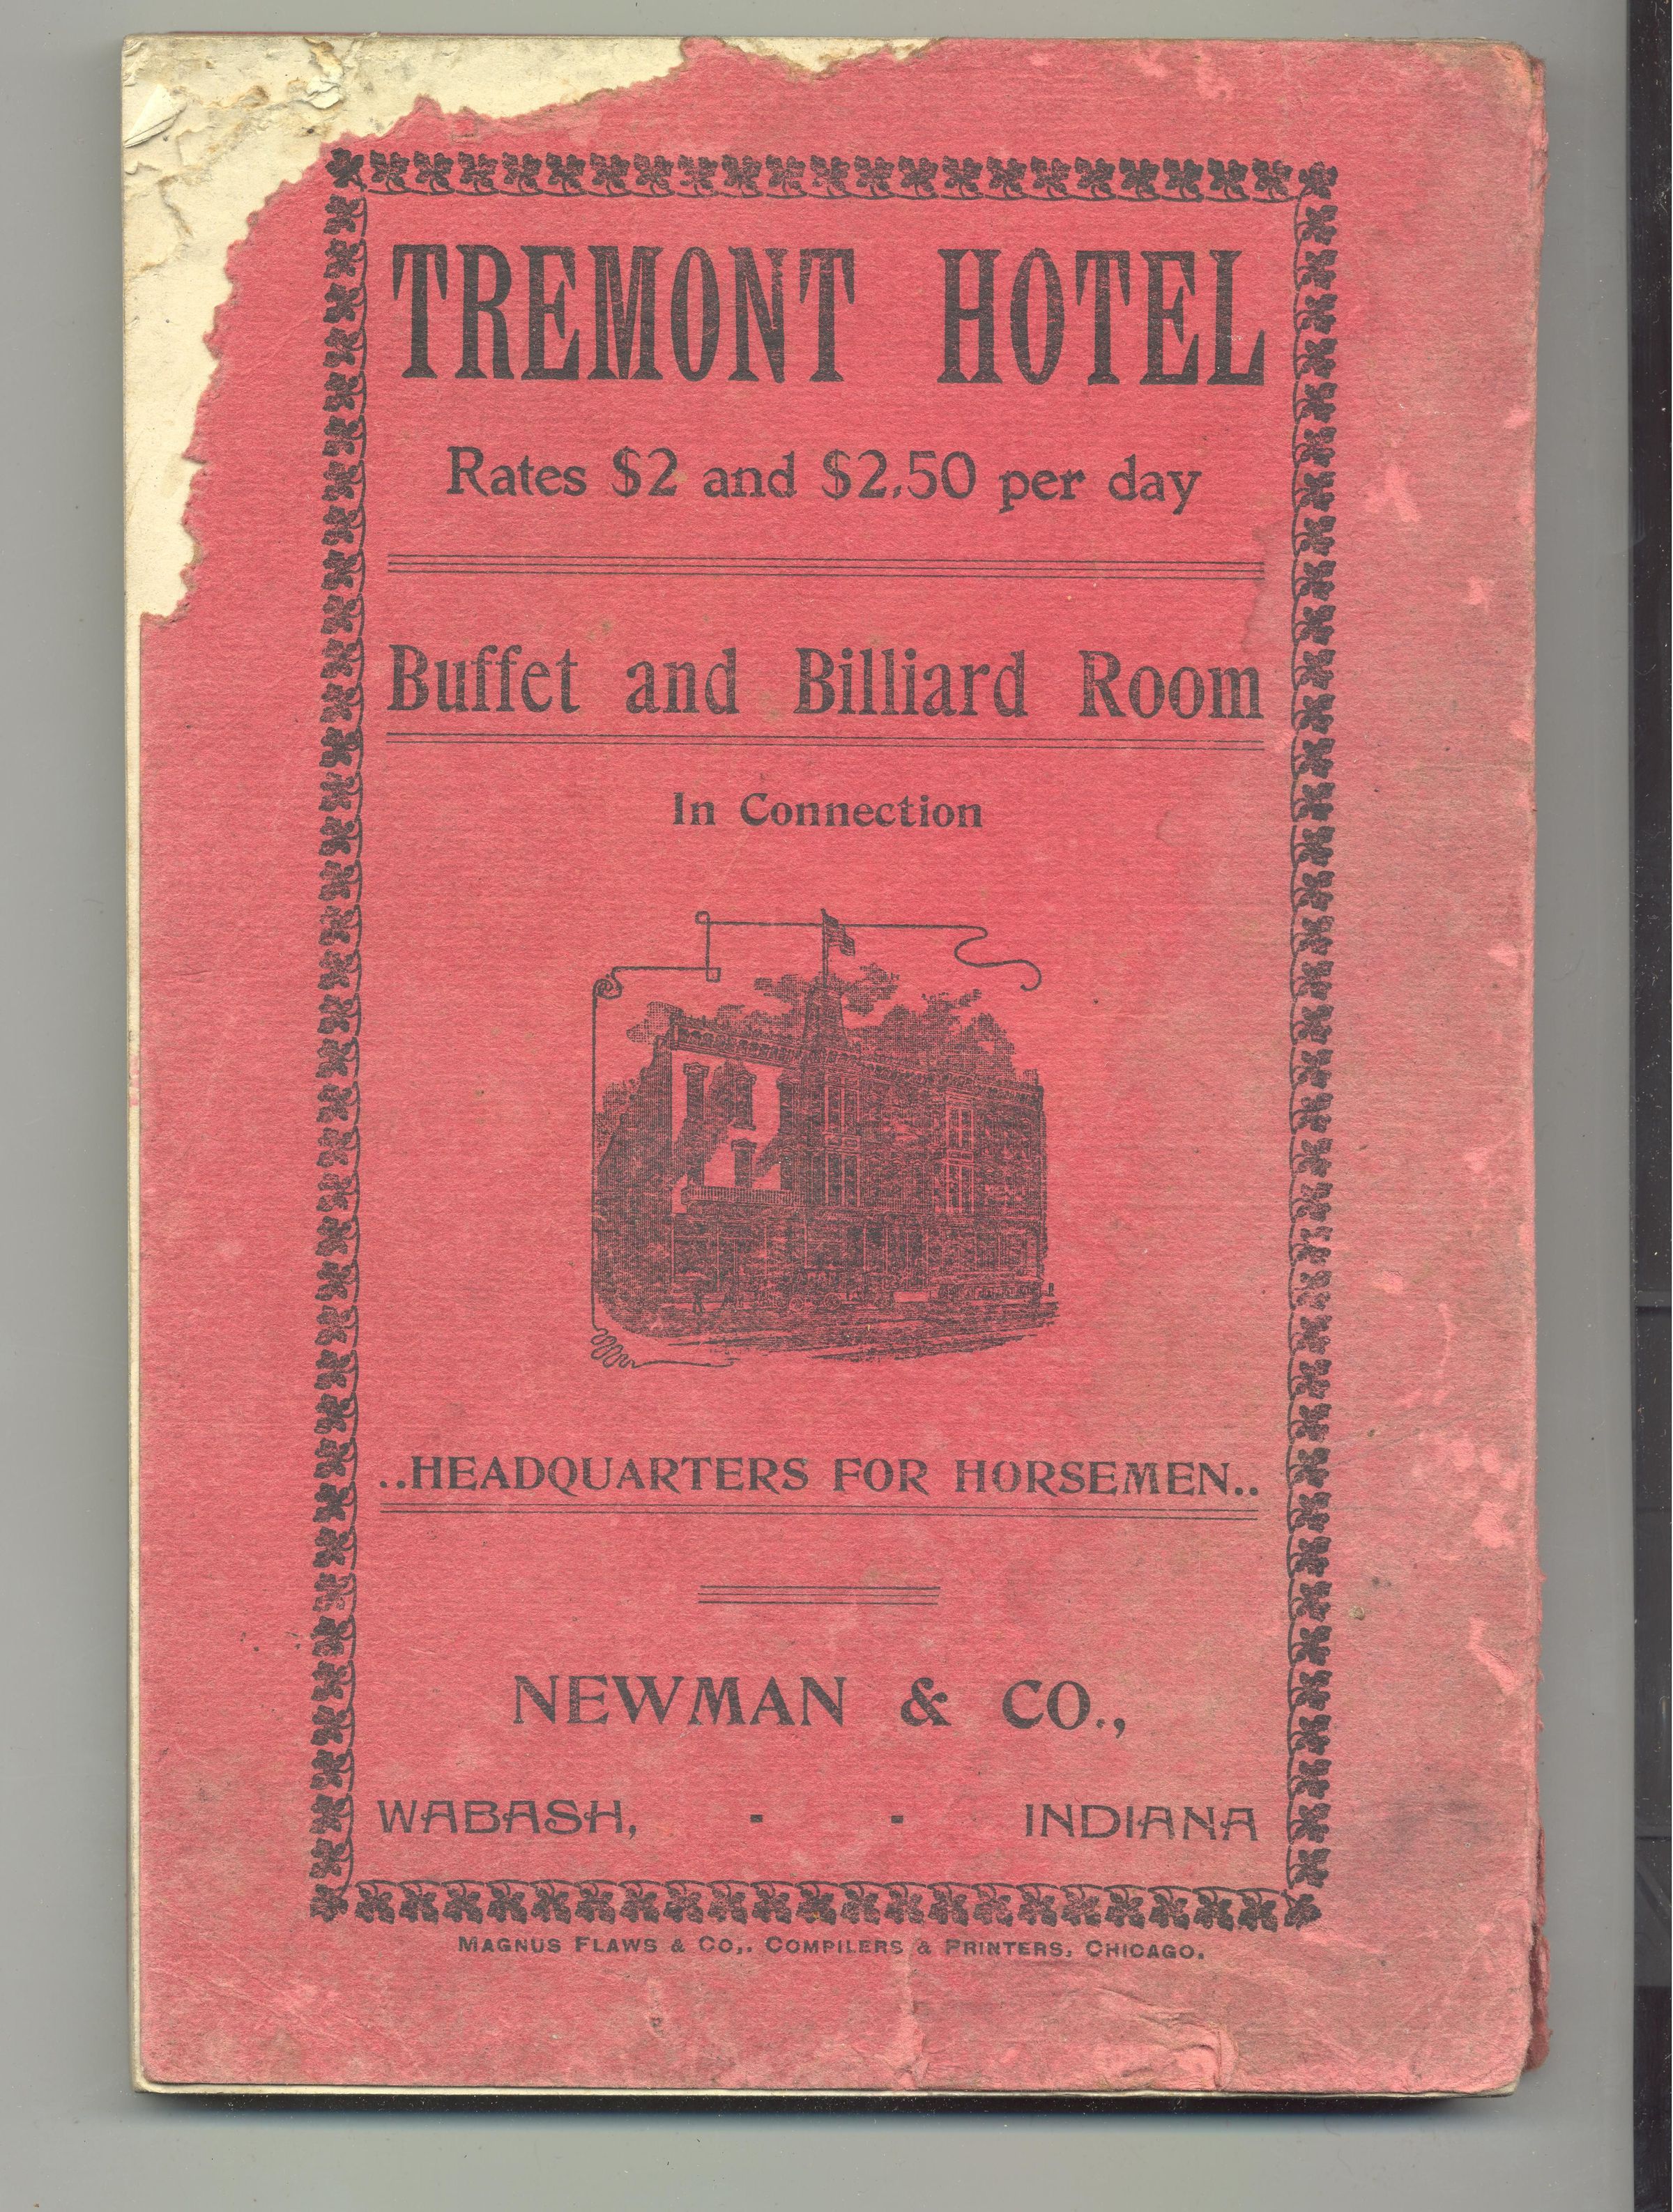 TREMONT HOTEL
Rates $2 and $2.50 per day
Buffet and Billiard Room
In Connection
..HEADQUARTERS FOR HORSEMEN..
NEWMAN & CO.,
WABASH, - - INDIANA
MAGNUS FLAWS & CO,. COMPILERS & PRINTERS, CHICAGO.